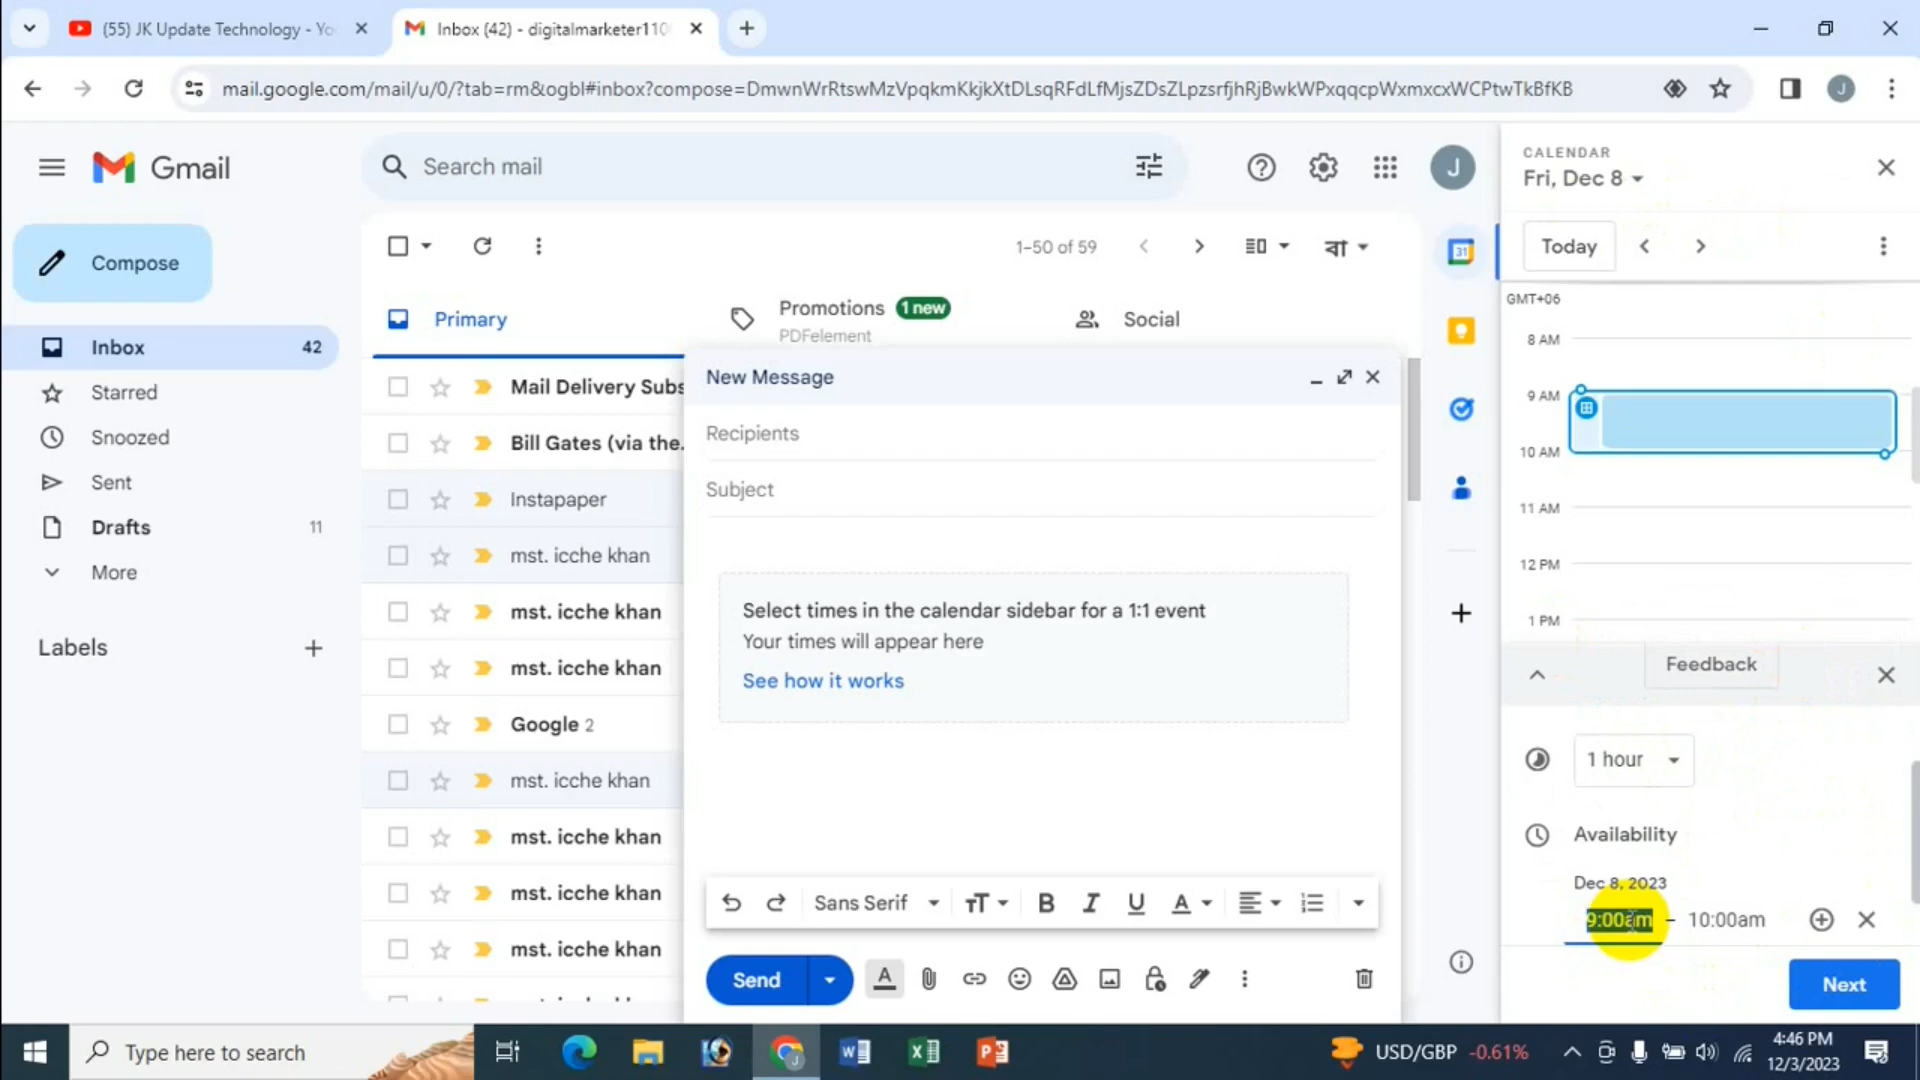 (55) JK Update Technology - Yo
Inbox (42) - digitalmarketer110
mail.google.com/mail/u/0/?tab=rm&ogbl#inbox?compose=DmwnWrRtswMzVpqkmKkjkXtDLsqRFdLfMjsZDsZLpzsrfjhRjBwkWPxqqcpWxmxcxWCPtwTkBfKB
J
Gmail
Search mail
J
CALENDAR
Fri, Dec 8
Compose
1–50 of 59
বা
31
Today
GMT+06
Primary
Promotions
1 new
PDFelement
Social
Inbox 42
Starred
Snoozed
Sent
Drafts 11
More
Labels
Mail Delivery Subs
Bill Gates (via the.
Instapaper
mst. icche khan
mst. icche khan
mst. icche khan
Google 2
mst. icche khan
mst. icche khan
mst. icche khan
mst. icche khan
New Message
Recipients
Subject
Select times in the calendar sidebar for a 1:1 event
Your times will appear here
See how it works
Sans Serif
Send
8 AM
9 AM
10 AM
11 AM
12 PM
1 PM
Feedback
1 hour
Availability
Dec 8, 2023
9:00am – 10:00am
Next
Type here to search
USD/GBP -0.61%
4:46 PM
12/3/2023